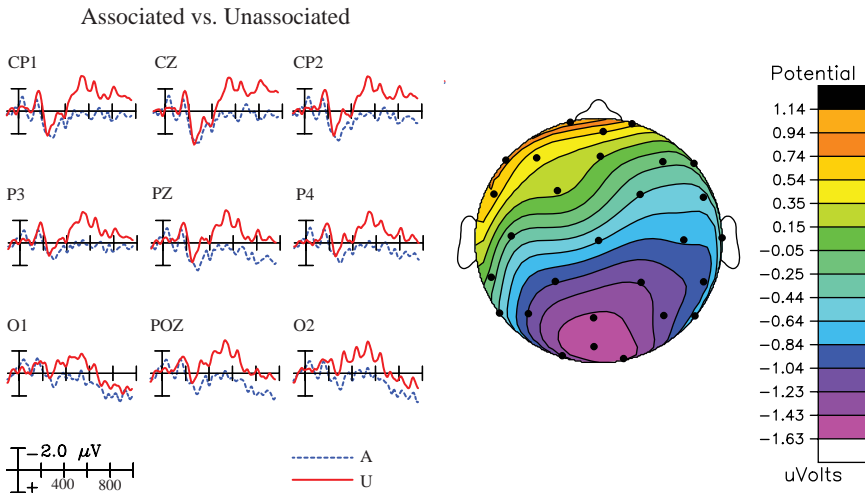 Associated vs. Unassociated
CP1 CZ CP2
P3 PZ P4
O1 POZ O2
-2.0 µV
+ 400 800
A
U
Potential
1.14
0.94
0.74
0.54
0.35
0.15
-0.05
-0.25
-0.44
-0.64
-0.84
-1.04
-1.23
-1.43
-1.63
uVolts